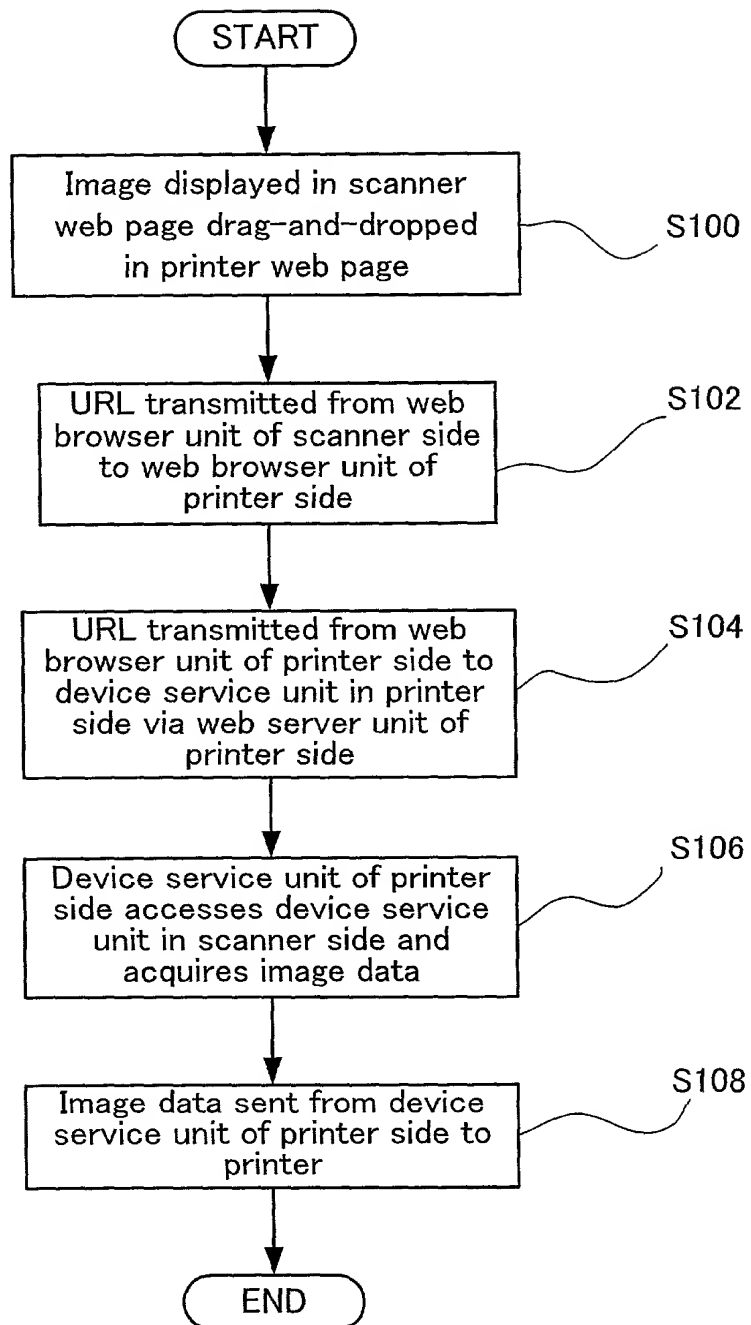 START
Image displayed in scanner
web page drag-and-dropped
in printer web page
S100
URL transmitted from web
browser unit of scanner side
to web browser unit of
printer side
S102
URL transmitted from web
browser unit of printer side to
device service unit in printer
side via web server unit of
printer side
S104
Device service unit of printer
side accesses device service
unit in scanner side and
acquires image data
S106
Image data sent from device
service unit of printer side to
printer
S108
END